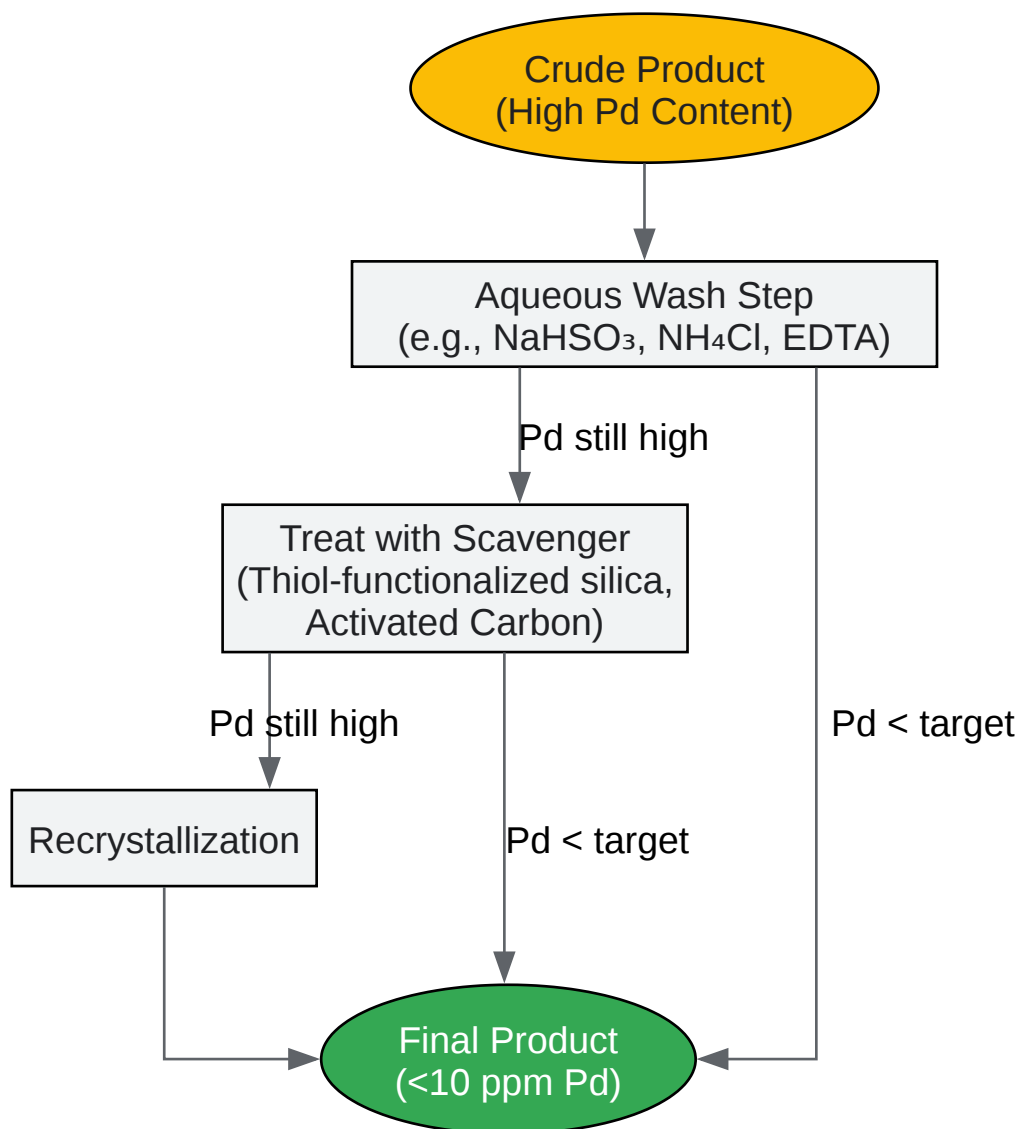 Crude Product
(High Pd Content)
Aqueous Wash Step
(e.g., NaHSO₃, NH₄Cl, EDTA)
Pd still high
Treat with Scavenger
(Thiol-functionalized silica,
Activated Carbon)
Pd still high
Pd < target
Recrystallization
Pd < target
Final Product
(<10 ppm Pd)